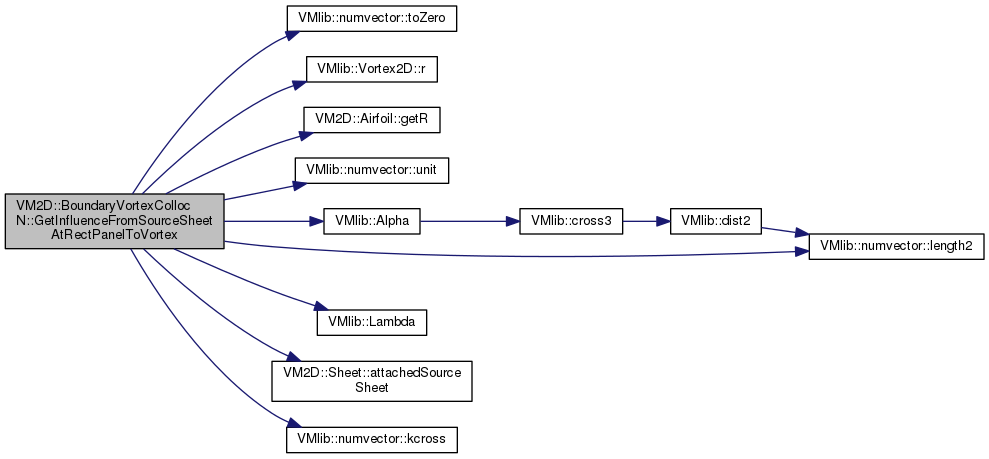 VMlib::numvector::toZero
VMlib::Vortex2D::r
VM2D::Airfoil::getR
VMlib::numvector::unit
VM2D::BoundaryVortexColloc
N::GetInfluenceFromSourceSheet
AtRectPanelToVortex
VMlib::Alpha
VMlib::cross3
VMlib::dist2
VMlib::numvector::length2
VMlib::Lambda
VM2D::Sheet::attachedSource
Sheet
VMlib::numvector::kcross